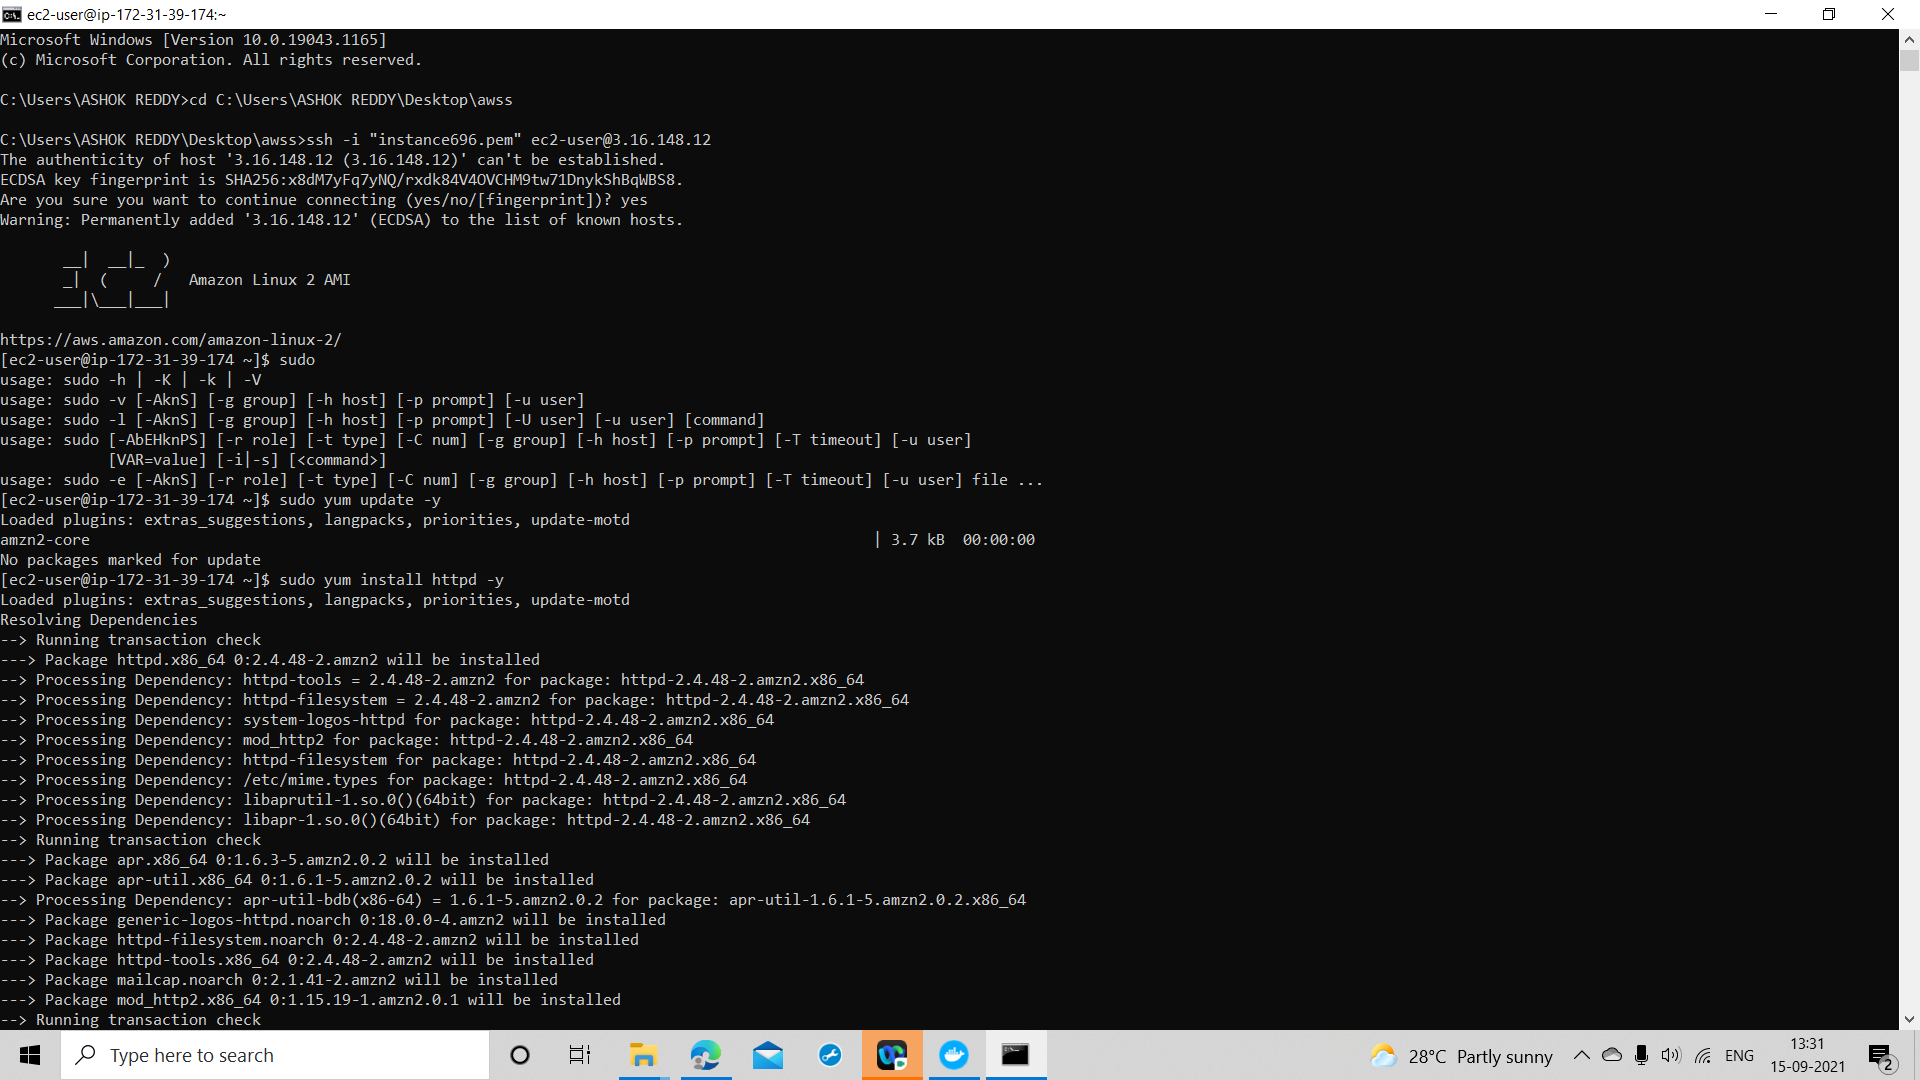 ec2-user@ip-172-31-39-174:~
Microsoft Windows [Version 10.0.19043.1165]
(c) Microsoft Corporation. All rights reserved.
C:\Users\ASHOK REDDY>cd C:\Users\ASHOK REDDY\Desktop\awss
C:\Users\ASHOK REDDY\Desktop\awss>ssh -i "instance696.pem" ec2-user@3.16.148.12
The authenticity of host '3.16.148.12 (3.16.148.12)' can't be established.
ECDSA key fingerprint is SHA256:x8dM7yFq7yNQ/rxdk84V4OVCHM9tw71DnykShBqWBS8.
Are you sure you want to continue connecting (yes/no/[fingerprint])? yes
Warning: Permanently added '3.16.148.12' (ECDSA) to the list of known hosts.
       __|  __|_  )
       _|  (     /   Amazon Linux 2 AMI
      ___|\___|___|
https://aws.amazon.com/amazon-linux-2/
[ec2-user@ip-172-31-39-174 ~]$ sudo
usage: sudo -h | -K | -k | -V
usage: sudo -v [-AknS] [-g group] [-h host] [-p prompt] [-u user]
usage: sudo -l [-AknS] [-g group] [-h host] [-p prompt] [-U user] [-u user] [command]
usage: sudo [-AbEHknPS] [-r role] [-t type] [-C num] [-g group] [-h host] [-p prompt] [-T timeout] [-u user]
            [VAR=value] [-i|-s] [<command>]
usage: sudo -e [-AknS] [-r role] [-t type] [-C num] [-g group] [-h host] [-p prompt] [-T timeout] [-u user] file ...
[ec2-user@ip-172-31-39-174 ~]$ sudo yum update -y
Loaded plugins: extras_suggestions, langpacks, priorities, update-motd
amzn2-core | 3.7 kB  00:00:00
No packages marked for update
[ec2-user@ip-172-31-39-174 ~]$ sudo yum install httpd -y
Loaded plugins: extras_suggestions, langpacks, priorities, update-motd
Resolving Dependencies
--> Running transaction check
---> Package httpd.x86_64 0:2.4.48-2.amzn2 will be installed
--> Processing Dependency: httpd-tools = 2.4.48-2.amzn2 for package: httpd-2.4.48-2.amzn2.x86_64
--> Processing Dependency: httpd-filesystem = 2.4.48-2.amzn2 for package: httpd-2.4.48-2.amzn2.x86_64
--> Processing Dependency: system-logos-httpd for package: httpd-2.4.48-2.amzn2.x86_64
--> Processing Dependency: mod_http2 for package: httpd-2.4.48-2.amzn2.x86_64
--> Processing Dependency: httpd-filesystem for package: httpd-2.4.48-2.amzn2.x86_64
--> Processing Dependency: /etc/mime.types for package: httpd-2.4.48-2.amzn2.x86_64
--> Processing Dependency: libaprutil-1.so.0()(64bit) for package: httpd-2.4.48-2.amzn2.x86_64
--> Processing Dependency: libapr-1.so.0()(64bit) for package: httpd-2.4.48-2.amzn2.x86_64
--> Running transaction check
---> Package apr.x86_64 0:1.6.3-5.amzn2.0.2 will be installed
---> Package apr-util.x86_64 0:1.6.1-5.amzn2.0.2 will be installed
--> Processing Dependency: apr-util-bdb(x86-64) = 1.6.1-5.amzn2.0.2 for package: apr-util-1.6.1-5.amzn2.0.2.x86_64
---> Package generic-logos-httpd.noarch 0:18.0.0-4.amzn2 will be installed
---> Package httpd-filesystem.noarch 0:2.4.48-2.amzn2 will be installed
---> Package httpd-tools.x86_64 0:2.4.48-2.amzn2 will be installed
---> Package mailcap.noarch 0:2.1.41-2.amzn2 will be installed
---> Package mod_http2.x86_64 0:1.15.19-1.amzn2.0.1 will be installed
--> Running transaction check
Type here to search
28°C Partly sunny
ENG
13:31
15-09-2021
2